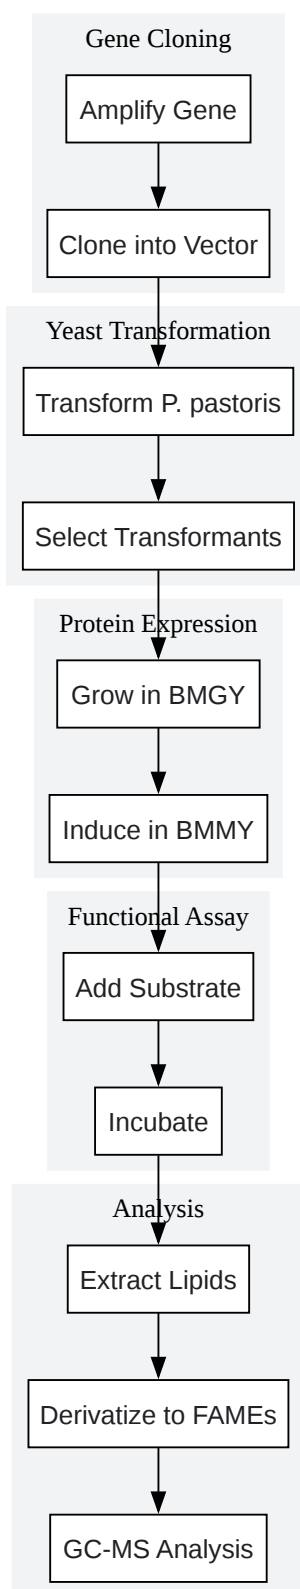 Gene Cloning
Amplify Gene
Clone into Vector
Yeast Transformation
Transform P. pastoris
Select Transformants
Protein Expression
Grow in BMGY
Induce in BMMY
Functional Assay
Add Substrate
Incubate
Analysis
Extract Lipids
Derivatize to FAMEs
GC-MS Analysis